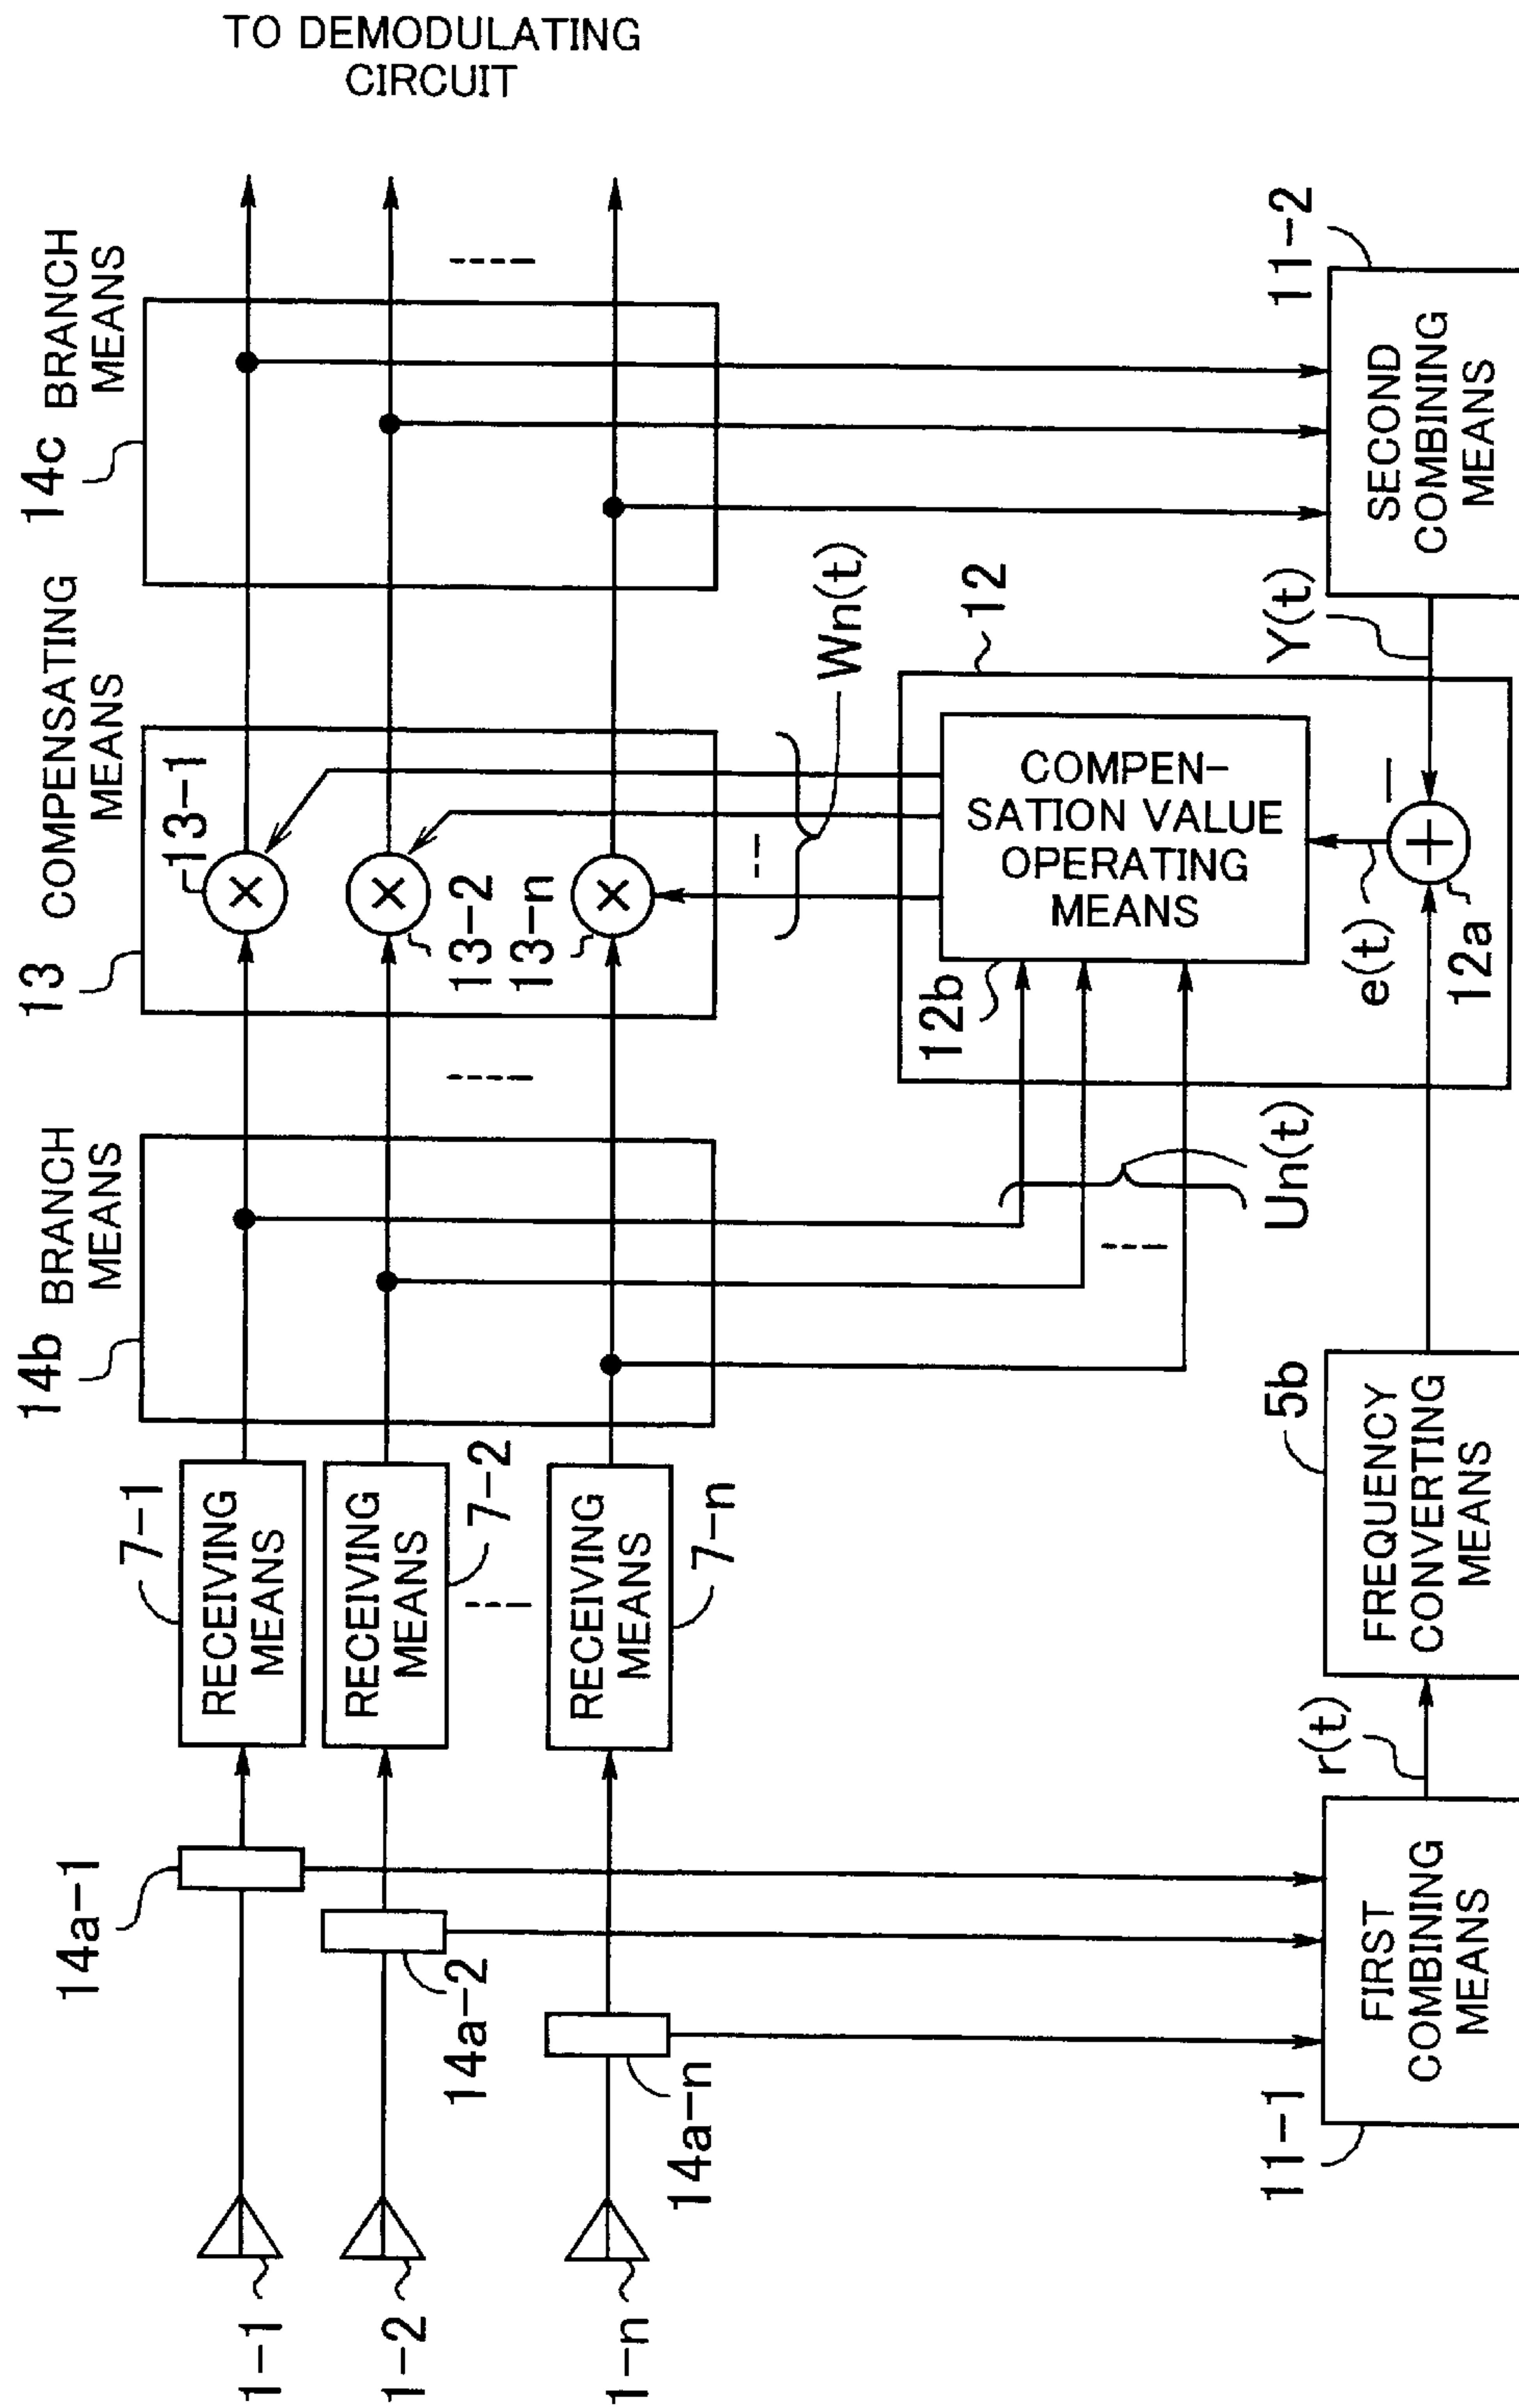 TO DEMODULATING
CIRCUIT
14b BRANCH
MEANS
13 COMPENSATING
MEANS
14c BRANCH
MEANS
1-1
14a-1
7-1
RECEIVING
MEANS
13-1
1-2
14a-2
RECEIVING
MEANS
7-2
13-2
1-n
14a-n
RECEIVING
MEANS
7-n
13-n
Wn(t)
12
12b
COMPEN-
SATION VALUE
OPERATING
MEANS
Un(t)
11-1
FIRST
COMBINING
MEANS
r(t)
5b
FREQUENCY
CONVERTING
MEANS
e(t)
12a
Y(t)
11-2
SECOND
COMBINING
MEANS